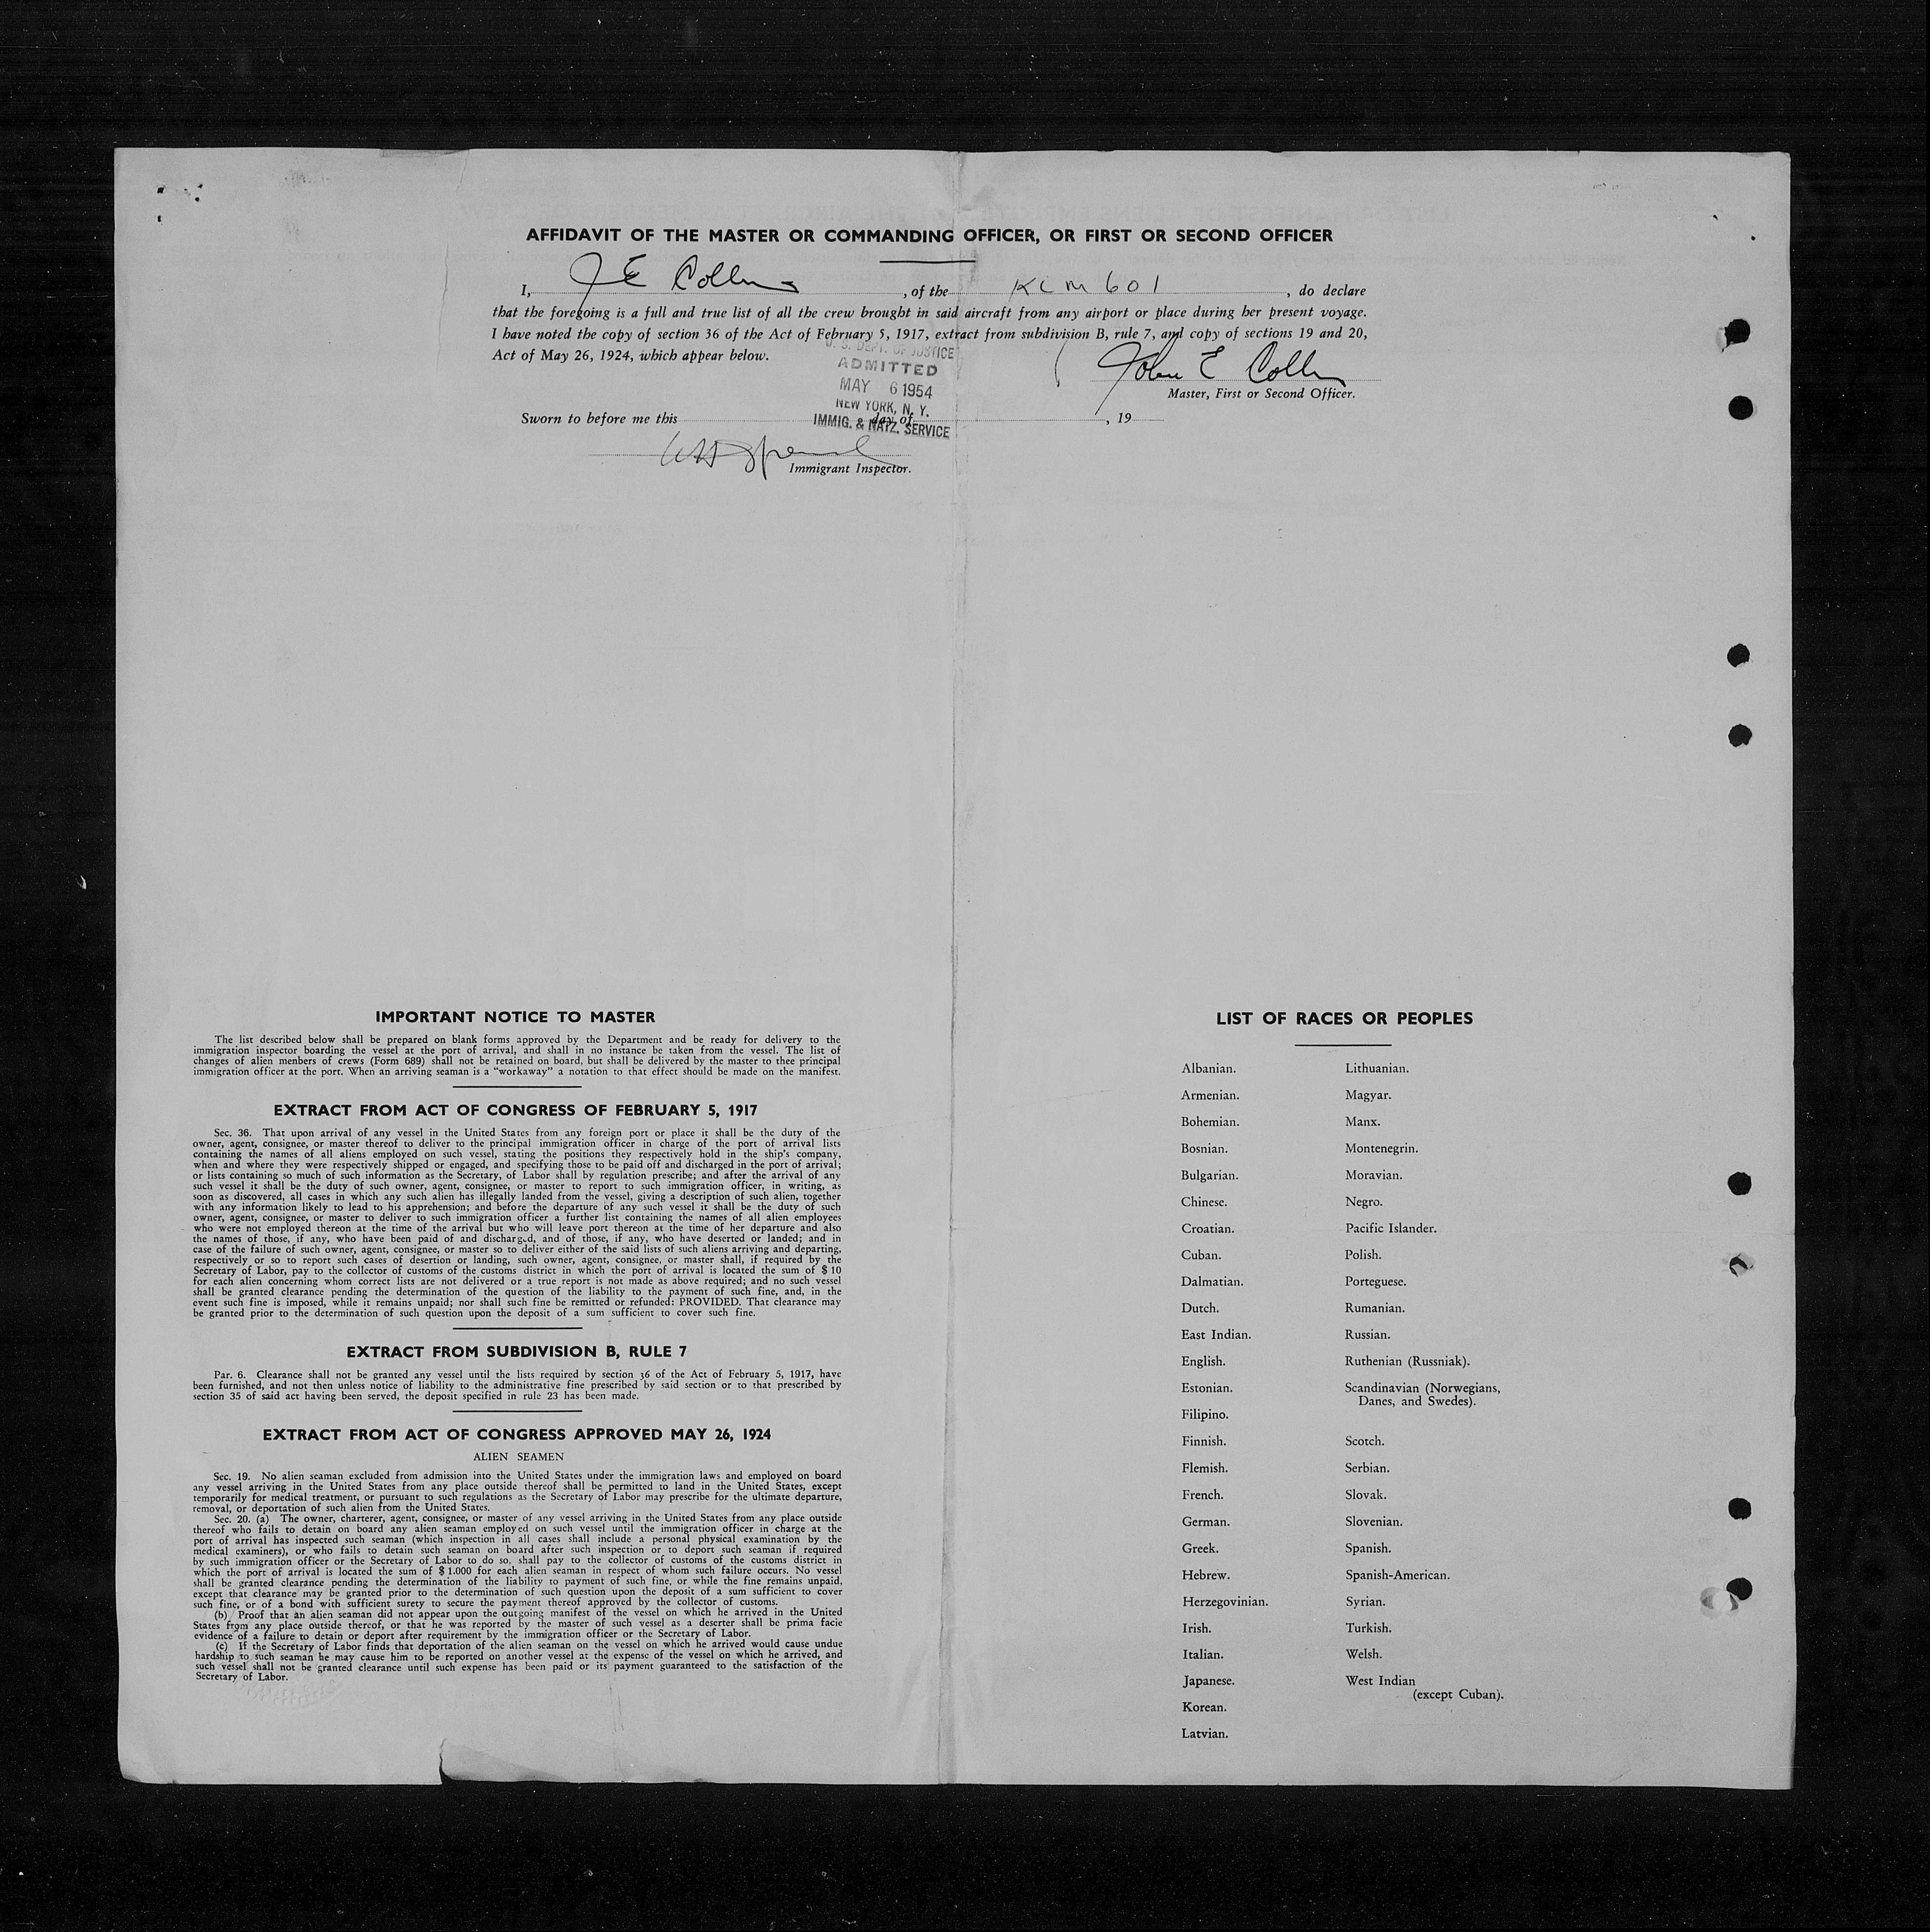 AFFIDAVIT OF THE MASTER OR COMMANDING OFFICER, OR FIRST OR SECOND OFFICER
I, J E Collins, of the KLM 601, do declare
that the foregoing is a full and true list of all the crew brought in said aircraft from any airport or place during her present voyage.
I have noted the copy of section 36 of the Act of February 5, 1917, extract from subdivision B, rule 7, and copy of sections 19 and 20,
Act of May 26, 1924, which appear below.
U. S. DEPT. OF JUSTICE
ADMITTED
MAY 6 1954
NEW YORK, N. Y.
IMMIG. & NATZ. SERVICE
John E Collins
Master, First or Second Officer.
Sworn to before me this day of , 19
Immigrant Inspector.
IMPORTANT NOTICE TO MASTER
The list described below shall be prepared on blank forms approved by the Department and be ready for delivery to the
immigration inspector boarding the vessel at the port of arrival, and shall in no instance be taken from the vessel. The list of
changes of alien menbers of crews (Form 689) shall not be retained on board, but shall be delivered by the master to thee principal
immigration officer at the port. When an arriving seaman is a "workaway" a notation to that effect should be made on the manifest.
EXTRACT FROM ACT OF CONGRESS OF FEBRUARY 5, 1917
Sec. 36. That upon arrival of any vessel in the United States from any foreign port or place it shall be the duty of the
owner, agent, consignee, or master thereof to deliver to the principal immigration officer in charge of the port of arrival lists
containing the names of all aliens employed on such vessel, stating the positions they respectively hold in the ship's company,
when and where they were respectively shipped or engaged, and specifying those to be paid off and discharged in the port of arrival;
or lists containing so much of such information as the Secretary, of Labor shall by regulation prescribe; and after the arrival of any
such vessel it shall be the duty of such owner, agent, consignee, or master to report to such immigration officer, in writing, as
soon as discovered, all cases in which any such alien has illegally landed from the vessel, giving a description of such alien, together
with any information likely to lead to his apprehension; and before the departure of any such vessel it shall be the duty of such
owner, agent, consignee, or master to deliver to such immigration officer a further list containing the names of all alien employees
who were not employed thereon at the time of the arrival but who will leave port thereon at the time of her departure and also
the names of those, if any, who have been paid of and discharged, and of those, if any, who have deserted or landed; and in
case of the failure of such owner, agent, consignee, or master so to deliver either of the said lists of such aliens arriving and departing,
respectively or so to report such cases of desertion or landing, such owner, agent, consignee, or master shall, if required by the
Secretary of Labor, pay to the collector of customs of the customs district in which the port of arrival is located the sum of $ 10
for each alien concerning whom correct lists are not delivered or a true report is not made as above required; and no such vessel
shall be granted clearance pending the determination of the question of the liability to the payment of such fine, and, in the
event such fine is imposed, while it remains unpaid; nor shall such fine be remitted or refunded: PROVIDED. That clearance may
be granted prior to the determination of such question upon the deposit of a sum sufficient to cover such fine.
EXTRACT FROM SUBDIVISION B, RULE 7
Par. 6. Clearance shall not be granted any vessel until the lists required by section 36 of the Act of February 5, 1917, have
been furnished, and not then unless notice of liability to the administrative fine prescribed by said section or to that prescribed by
section 35 of said act having been served, the deposit specified in rule 23 has been made.
EXTRACT FROM ACT OF CONGRESS APPROVED MAY 26, 1924
ALIEN SEAMEN
Sec. 19. No alien seaman excluded from admission into the United States under the immigration laws and employed on board
any vessel arriving in the United States from any place outside thereof shall be permitted to land in the United States, except
temporarily for medical treatment, or pursuant to such regulations as the Secretary of Labor may prescribe for the ultimate departure,
removal, or deportation of such alien from the United States.
Sec. 20. (a) The owner, charterer, agent, consignee, or master of any vessel arriving in the United States from any place outside
thereof who fails to detain on board any alien seaman employed on such vessel until the immigration officer in charge at the
port of arrival has inspected such seaman (which inspection in all cases shall include a personal physical examination by the
medical examiners), or who fails to detain such seaman on board after such inspection or to deport such seaman if required
by such immigration officer or the Secretary of Labor to do so, shall pay to the collector of customs of the customs district in
which the port of arrival is located the sum of $ 1.000 for each alien seaman in respect of whom such failure occurs. No vessel
shall be granted clearance pending the determination of the liability to payment of such fine, or while the fine remains unpaid,
except that clearance may be granted prior to the determination of such question upon the deposit of a sum sufficient to cover
such fine, or of a bond with sufficient surety to secure the payment thereof approved by the collector of customs.
(b) Proof that an alien seaman did not appear upon the outgoing manifest of the vessel on which he arrived in the United
States from any place outside thereof, or that he was reported by the master of such vessel as a deserter shall be prima facie
evidence of a failure to detain or deport after requirement by the immigration officer or the Secretary of Labor.
(c) If the Secretary of Labor finds that deportation of the alien seaman on the vessel on which he arrived would cause undue
hardship to such seaman he may cause him to be reported on another vessel at the expense of the vessel on which he arrived, and
such vessel shall not be granted clearance until such expense has been paid or its payment guaranteed to the satisfaction of the
Secretary of Labor.
LIST OF RACES OR PEOPLES
Albanian.
Armenian.
Bohemian.
Bosnian.
Bulgarian.
Chinese.
Croatian.
Cuban.
Dalmatian.
Dutch.
East Indian.
English.
Estonian.
Filipino.
Finnish.
Flemish.
French.
German.
Greek.
Hebrew.
Herzegovinian.
Irish.
Italian.
Japanese.
Korean.
Latvian.
Lithuanian.
Magyar.
Manx.
Montenegrin.
Moravian.
Negro.
Pacific Islander.
Polish.
Porteguese.
Rumanian.
Russian.
Ruthenian (Russniak).
Scandinavian (Norwegians,
Danes, and Swedes).
Scotch.
Serbian.
Slovak.
Slovenian.
Spanish.
Spanish-American.
Syrian.
Turkish.
Welsh.
West Indian
(except Cuban).